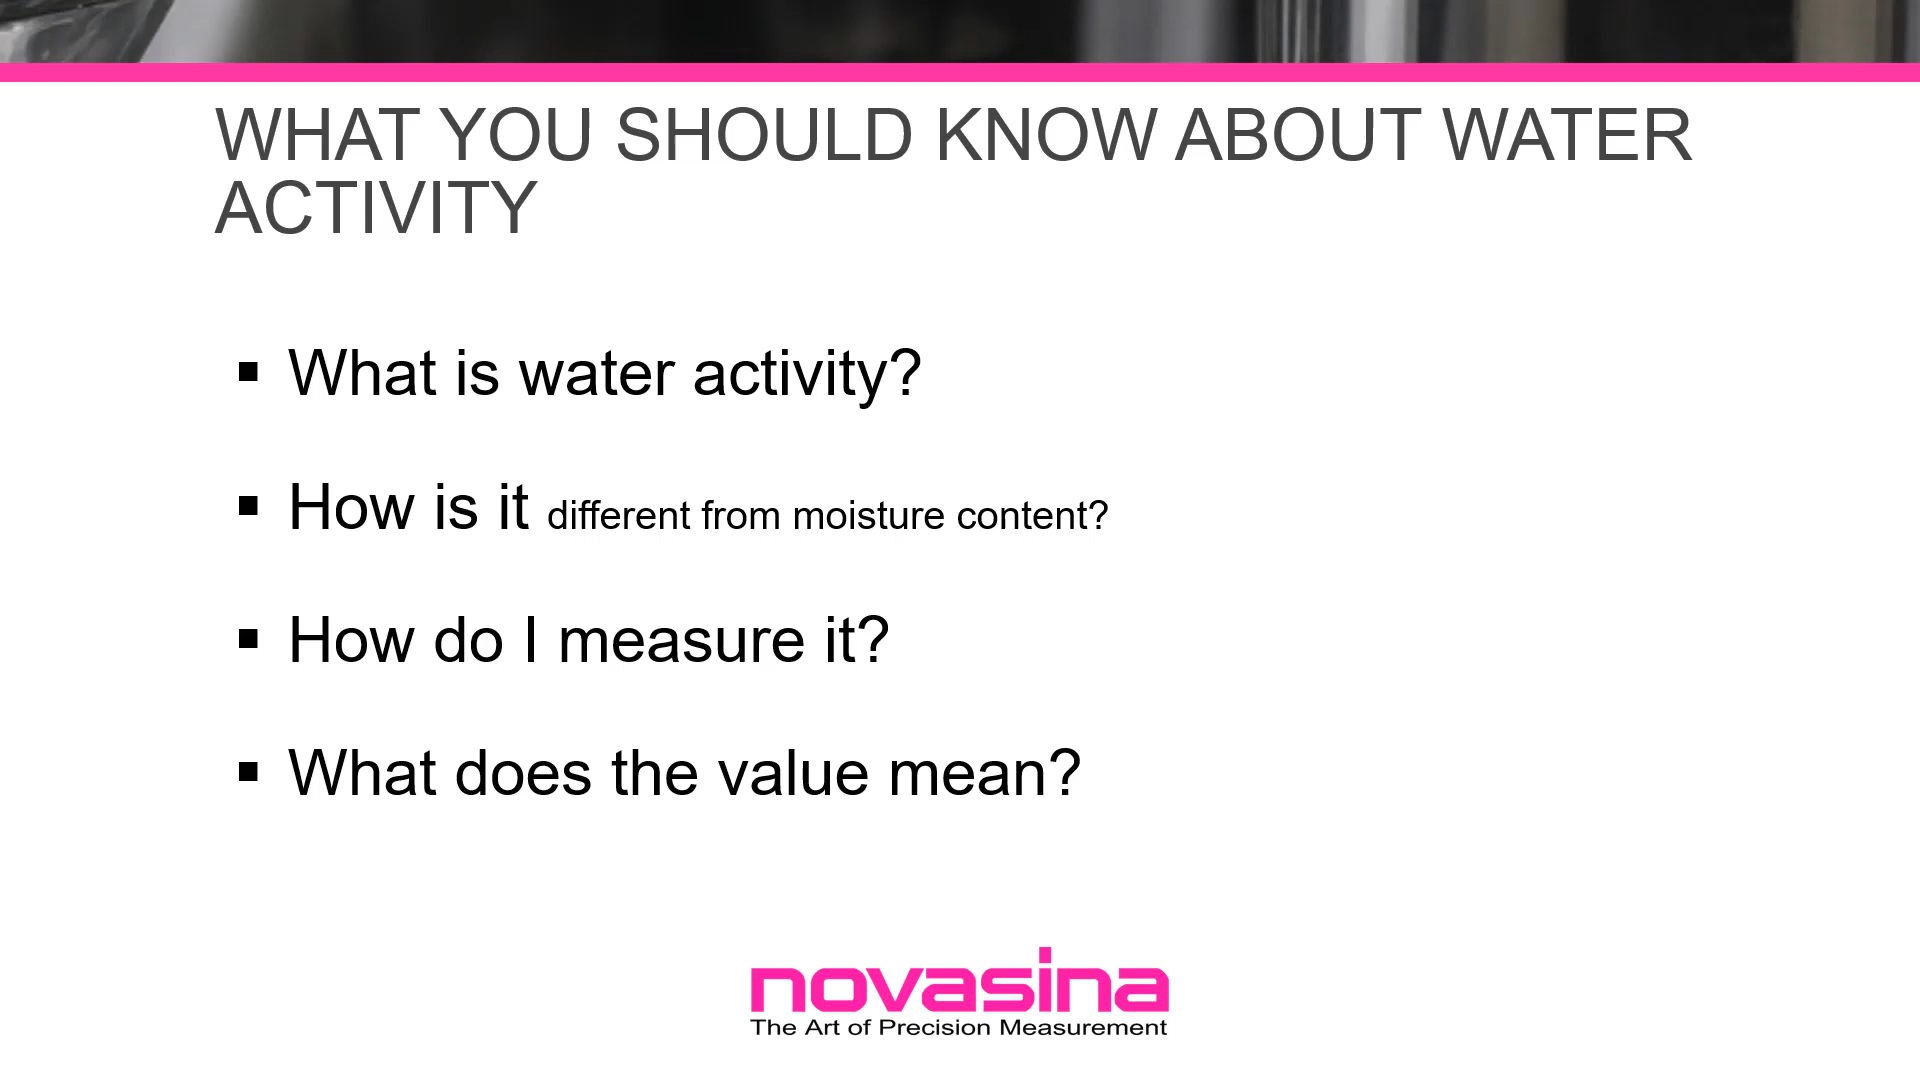 WHAT YOU SHOULD KNOW ABOUT WATER
ACTIVITY
▪ What is water activity?
▪ How is it different from moisture content?
▪ How do I measure it?
▪ What does the value mean?
novasina
The Art of Precision Measurement